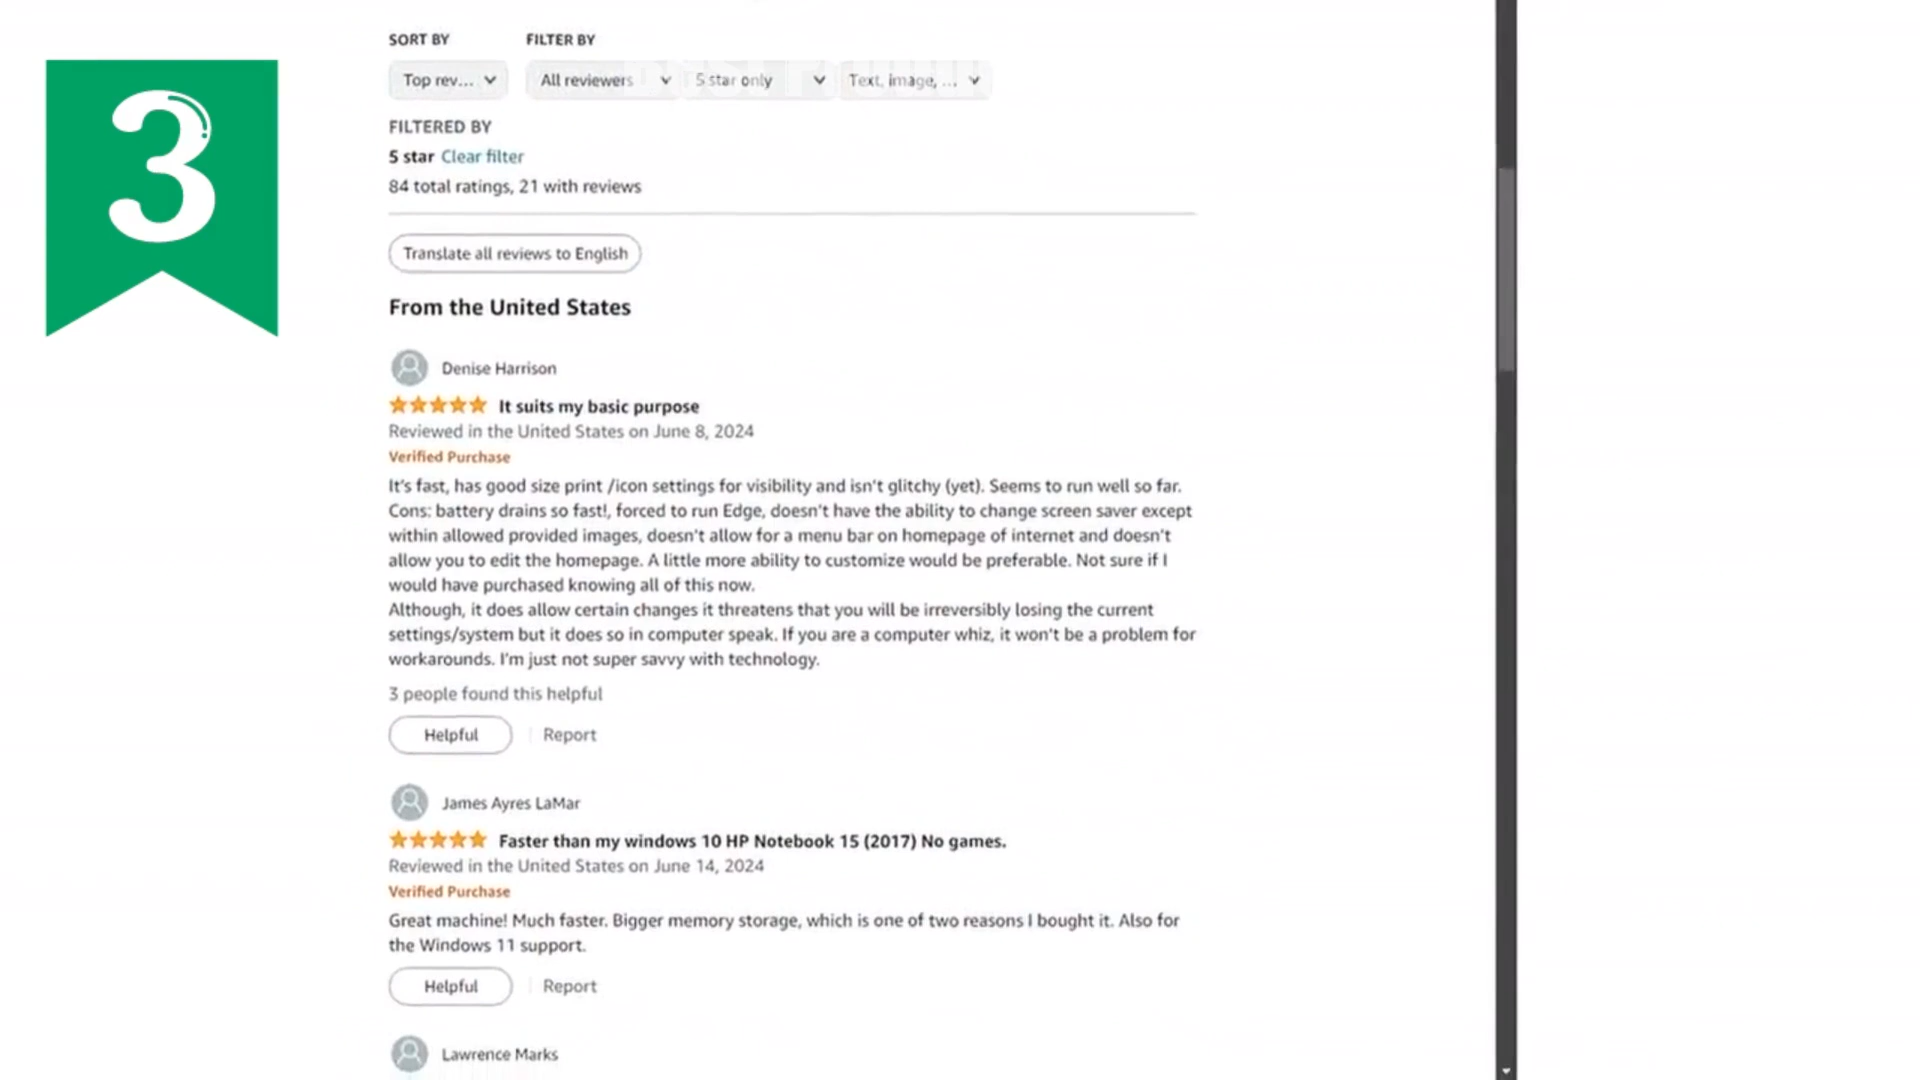 3
SORT BY FILTER BY
Top rev... All reviewers 5 star only Text, image, ...
FILTERED BY
5 star Clear filter
84 total ratings, 21 with reviews
Translate all reviews to English
From the United States
Denise Harrison
It suits my basic purpose
Reviewed in the United States on June 8, 2024
Verified Purchase
It's fast, has good size print /icon settings for visibility and isn't glitchy (yet). Seems to run well so far.
Cons: battery drains so fast!, forced to run Edge, doesn't have the ability to change screen saver except
within allowed provided images, doesn't allow for a menu bar on homepage of internet and doesn't
allow you to edit the homepage. A little more ability to customize would be preferable. Not sure if I
would have purchased knowing all of this now.
Although, it does allow certain changes it threatens that you will be irreversibly losing the current
settings/system but it does so in computer speak. If you are a computer whiz, it won't be a problem for
workarounds. I'm just not super savvy with technology.
3 people found this helpful
Helpful Report
James Ayres LaMar
Faster than my windows 10 HP Notebook 15 (2017) No games.
Reviewed in the United States on June 14, 2024
Verified Purchase
Great machine! Much faster. Bigger memory storage, which is one of two reasons I bought it. Also for
the Windows 11 support.
Helpful Report
Lawrence Marks